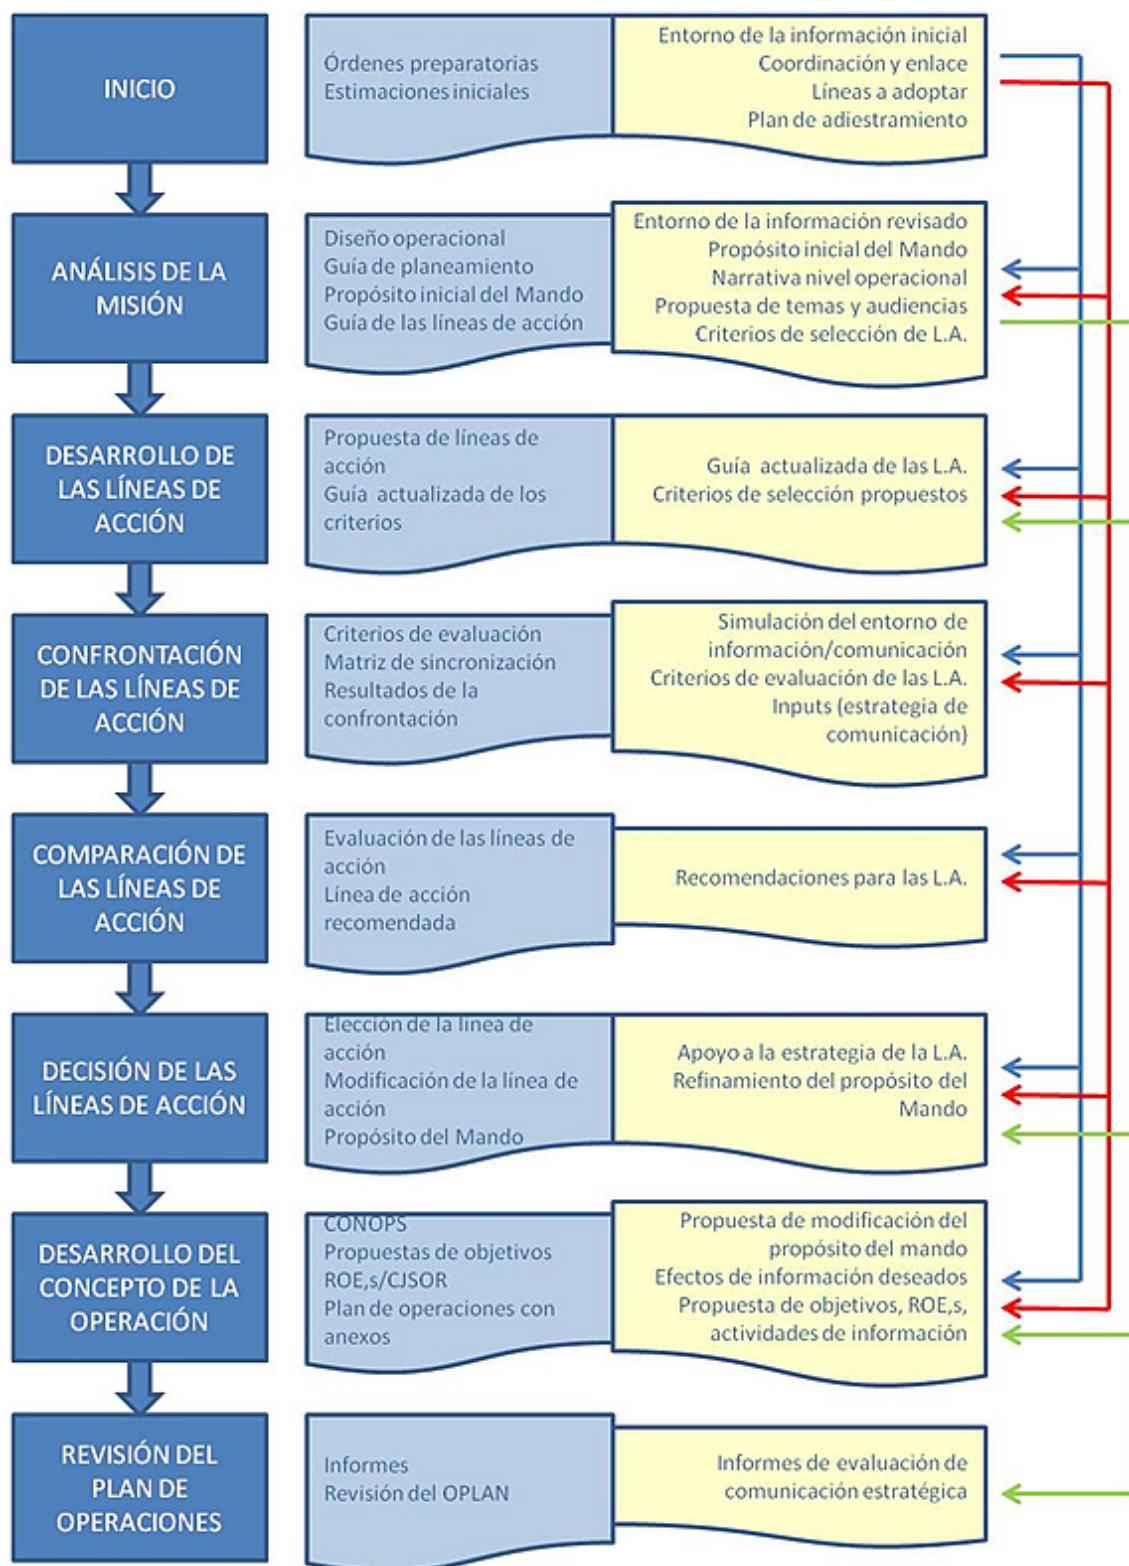 INICIO
Órdenes preparatorias
Estimaciones iniciales
Entorno de la información inicial
Coordinación y enlace
Líneas a adoptar
Plan de adiestramiento
ANÁLISIS DE LA
MISIÓN
Diseño operacional
Guía de planeamiento
Propósito inicial del Mando
Guía de las líneas de acción
Entorno de la información revisado
Propósito inicial del Mando
Narrativa nivel operacional
Propuesta de temas y audiencias
Criterios de selección de L.A.
DESARROLLO DE
LAS LÍNEAS DE
ACCIÓN
Propuesta de líneas de
acción
Guía actualizada de los
criterios
Guía actualizada de las L.A.
Criterios de selección propuestos
CONFRONTACIÓN
DE LAS LÍNEAS DE
ACCIÓN
Criterios de evaluación
Matriz de sincronización
Resultados de la
confrontación
Simulación del entorno de
información/comunicación
Criterios de evaluación de las L.A.
Inputs (estrategia de
comunicación)
COMPARACIÓN DE
LAS LÍNEAS DE
ACCIÓN
Evaluación de las líneas de
acción
Línea de acción
recomendada
Recomendaciones para las L.A.
DECISIÓN DE LAS
LÍNEAS DE ACCIÓN
Elección de la línea de
acción
Modificación de la línea de
acción
Propósito del Mando
Apoyo a la estrategia de la L.A.
Refinamiento del propósito del
Mando
DESARROLLO DEL
CONCEPTO DE LA
OPERACIÓN
CONOPS
Propuestas de objetivos
ROE,s/CJSOR
Plan de operaciones con
anexos
Propuesta de modificación del
propósito del mando
Efectos de información deseados
Propuesta de objetivos, ROE,s,
actividades de información
REVISIÓN DEL
PLAN DE
OPERACIONES
Informes
Revisión del OPLAN
Informes de evaluación de
comunicación estratégica